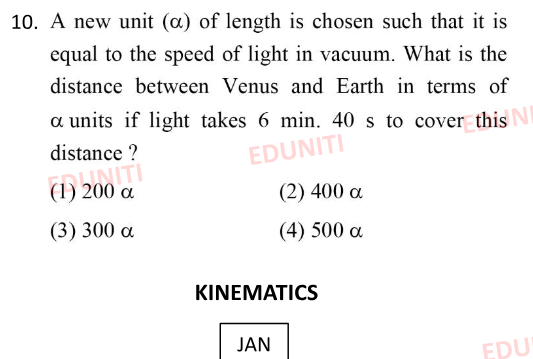 10. A new unit (α) of length is chosen such that it is
equal to the speed of light in vacuum. What is the
distance between Venus and Earth in terms of
α units if light takes 6 min. 40 s to cover this
distance ?
EDUNITI
EDUNI
EDUNITI
(1) 200 α (2) 400 α
(3) 300 α (4) 500 α
KINEMATICS
JAN
EDU